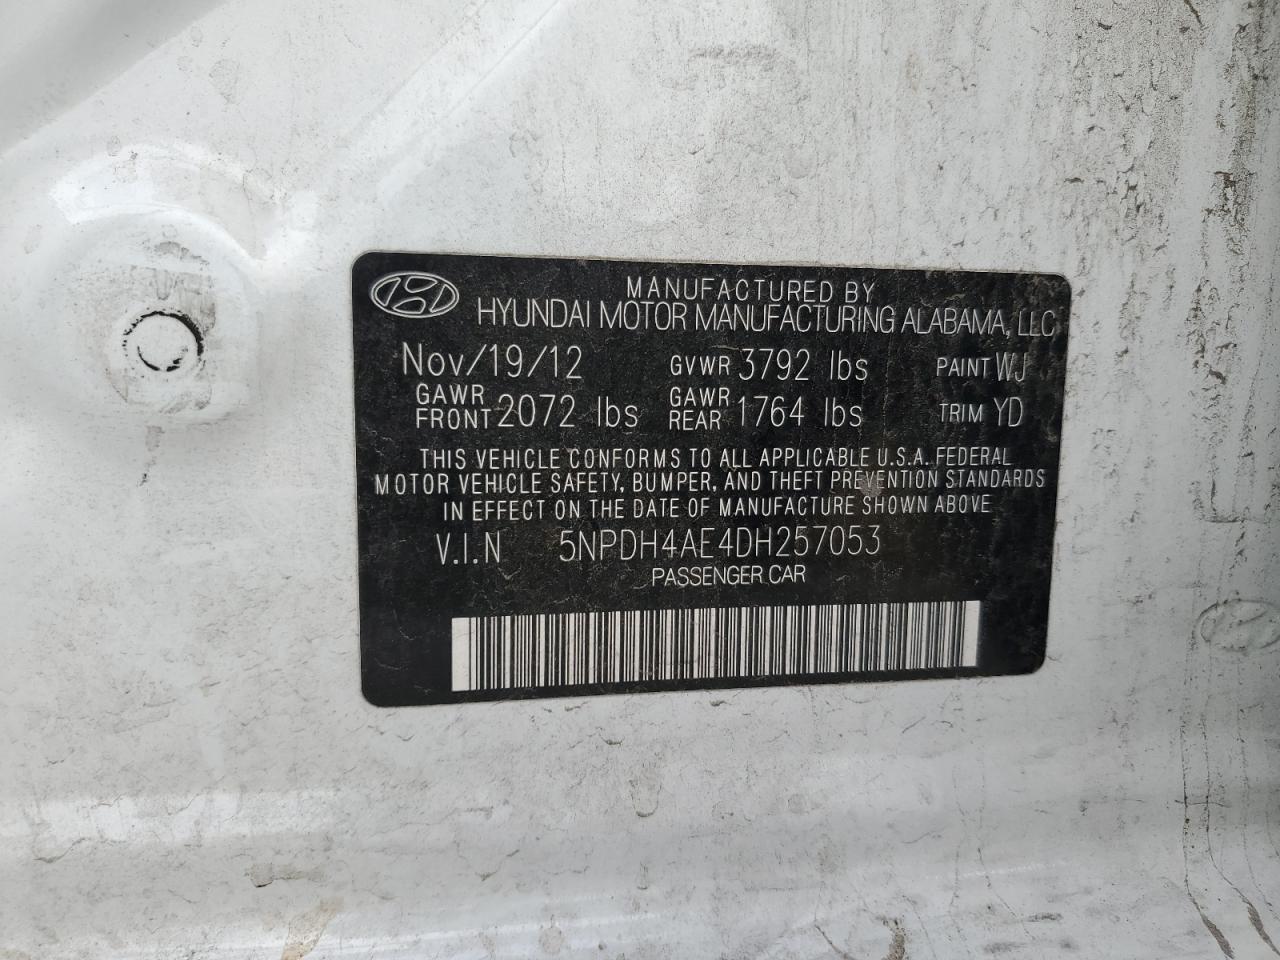 MANUFACTURED BY
HYUNDAI MOTOR MANUFACTURING ALABAMA, LLC
Nov/19/12 GVWR 3792 lbs PAINT WJ
GAWR FRONT 2072 lbs GAWR REAR 1764 lbs TRIM YD
THIS VEHICLE CONFORMS TO ALL APPLICABLE U.S.A. FEDERAL
MOTOR VEHICLE SAFETY, BUMPER, AND THEFT PREVENTION STANDARDS
IN EFFECT ON THE DATE OF MANUFACTURE SHOWN ABOVE
V.I.N 5NPDH4AE4DH257053
PASSENGER CAR